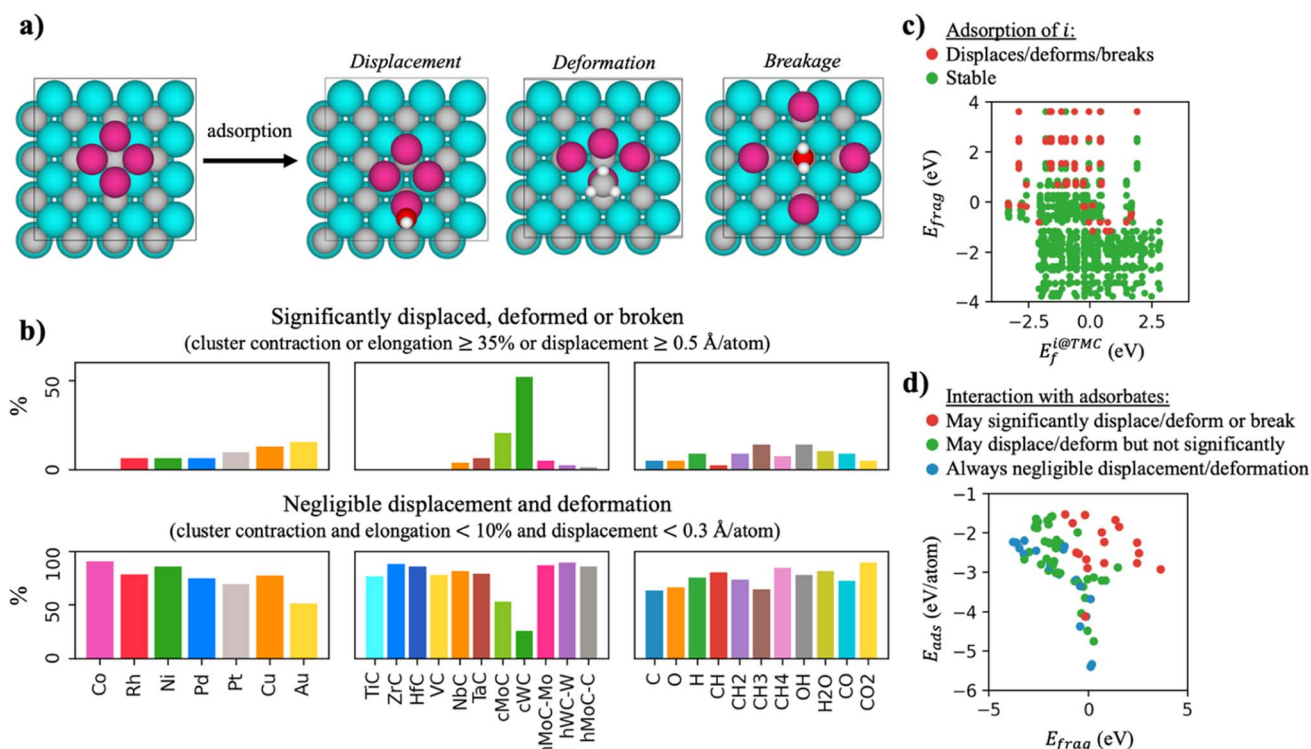 a)
adsorption
Displacement
Deformation
Breakage
b)
Significantly displaced, deformed or broken
(cluster contraction or elongation ≥ 35% or displacement ≥ 0.5 Å/atom)
%
50
0
Negligible displacement and deformation
(cluster contraction and elongation < 10% and displacement < 0.3 Å/atom)
%
100
50
0
Co
Rh
Ni
Pd
Pt
Cu
Au
TiC
ZrC
HfC
VC
NbC
TaC
cMoC
cWC
hMoC-Mo
hWC-W
hMoC-C
C
O
H
CH
CH2
CH3
CH4
OH
H2O
CO
CO2
c)
Adsorption of i:
Displaces/deforms/breaks
Stable
4
2
0
−2
−4
E_frag (eV)
−2.5
0.0
2.5
E_f^i@TMC (eV)
d)
Interaction with adsorbates:
May significantly displace/deform or break
May displace/deform but not significantly
Always negligible displacement/deformation
−1
−2
−3
−4
−5
−6
E_ads (eV/atom)
−5
0
5
E_frag (eV)